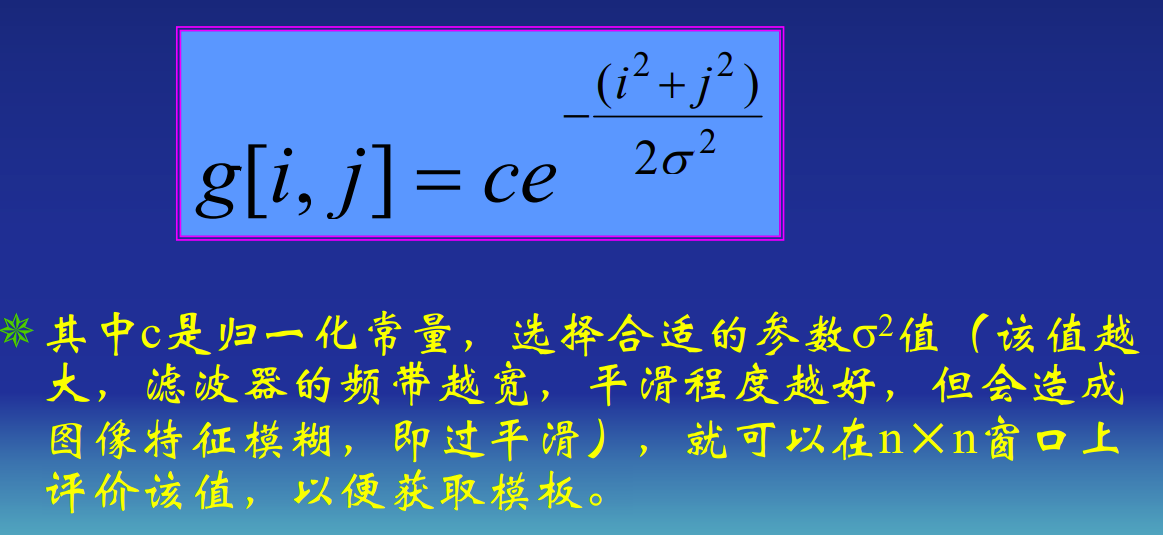 g[i, j] = ce^{-\frac{(i^2+j^2)}{2σ^2}}
✵ 其中c是归一化常量，选择合适的参数σ²值（该值越
大，滤波器的频带越宽，平滑程度越好，但会造成
图像特征模糊，即过平滑），就可以在n×n窗口上
评价该值，以便获取模板。